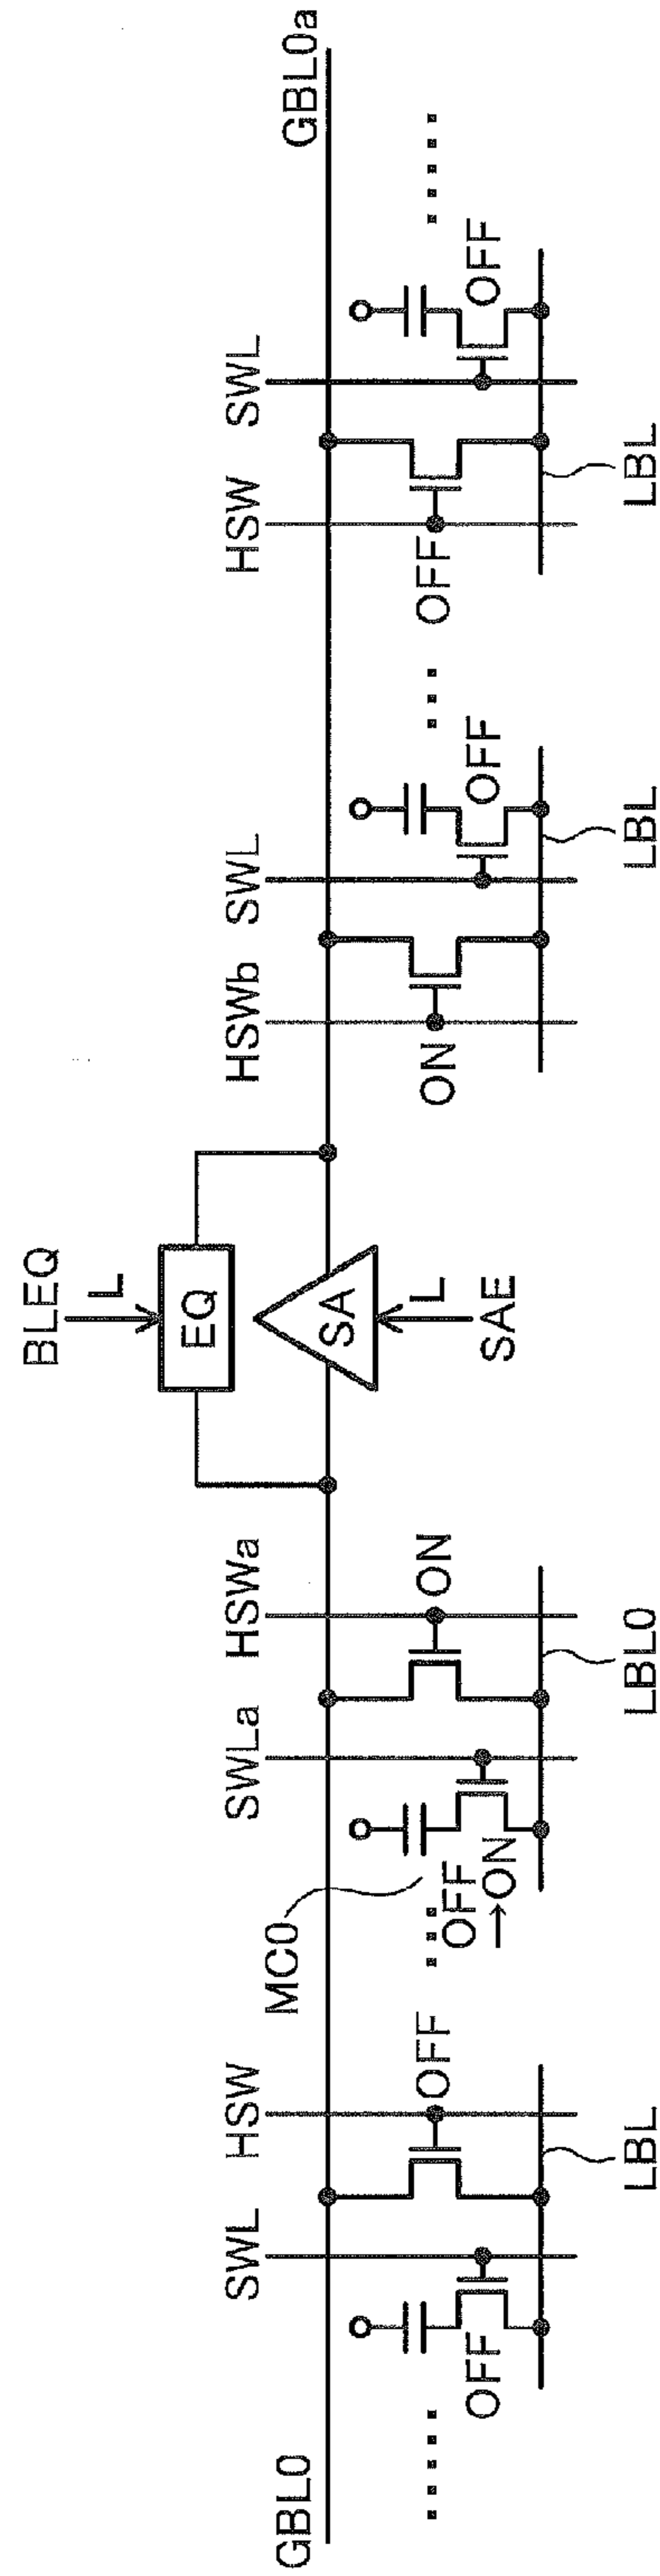 BLEQ
L
EQ
SA
L
SAE
SWL
HSW
SWLa
HSWa
HSWb
SWL
HSW
SWL
GBL0
GBL0a
MC0
OFF
OFF
OFF
→ON
ON
ON
OFF
OFF
OFF
LBL
LBL0
LBL
LBL